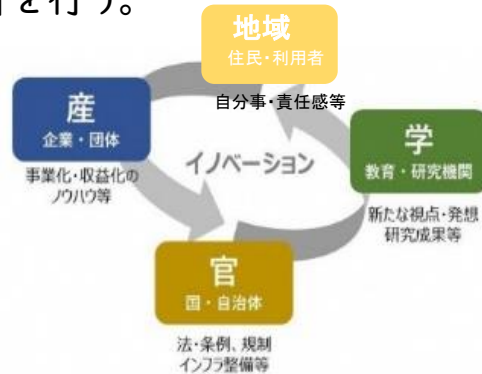 を行う。
地域
住民・利用者
自分事・責任感等
産
企業・団体
事業化・収益化の
ノウハウ等
イノベーション
学
教育・研究機関
新たな視点・発想
研究成果等
官
国・自治体
法・条例、規制
インフラ整備等